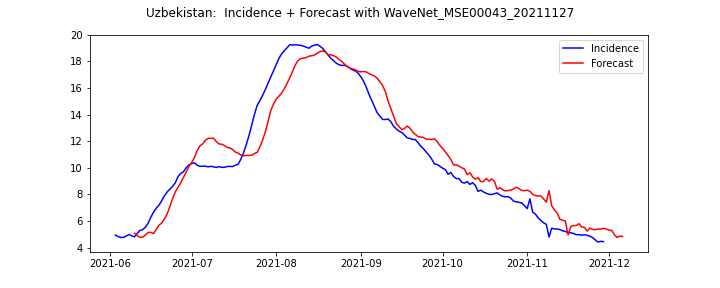 Uzbekistan:  Incidence + Forecast with WaveNet_MSE00043_20211127
Incidence
Forecast
20
18
16
14
12
10
8
6
4
2021-06 2021-07 2021-08 2021-09 2021-10 2021-11 2021-12